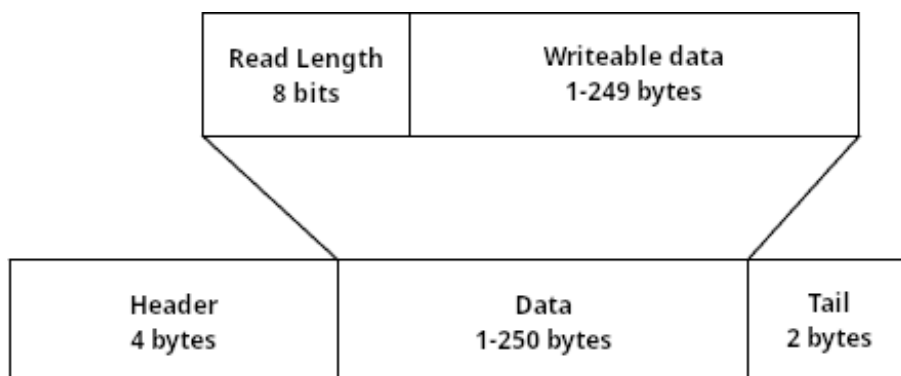 Read Length
8 bits
Writeable data
1-249 bytes
Header
4 bytes
Data
1-250 bytes
Tail
2 bytes